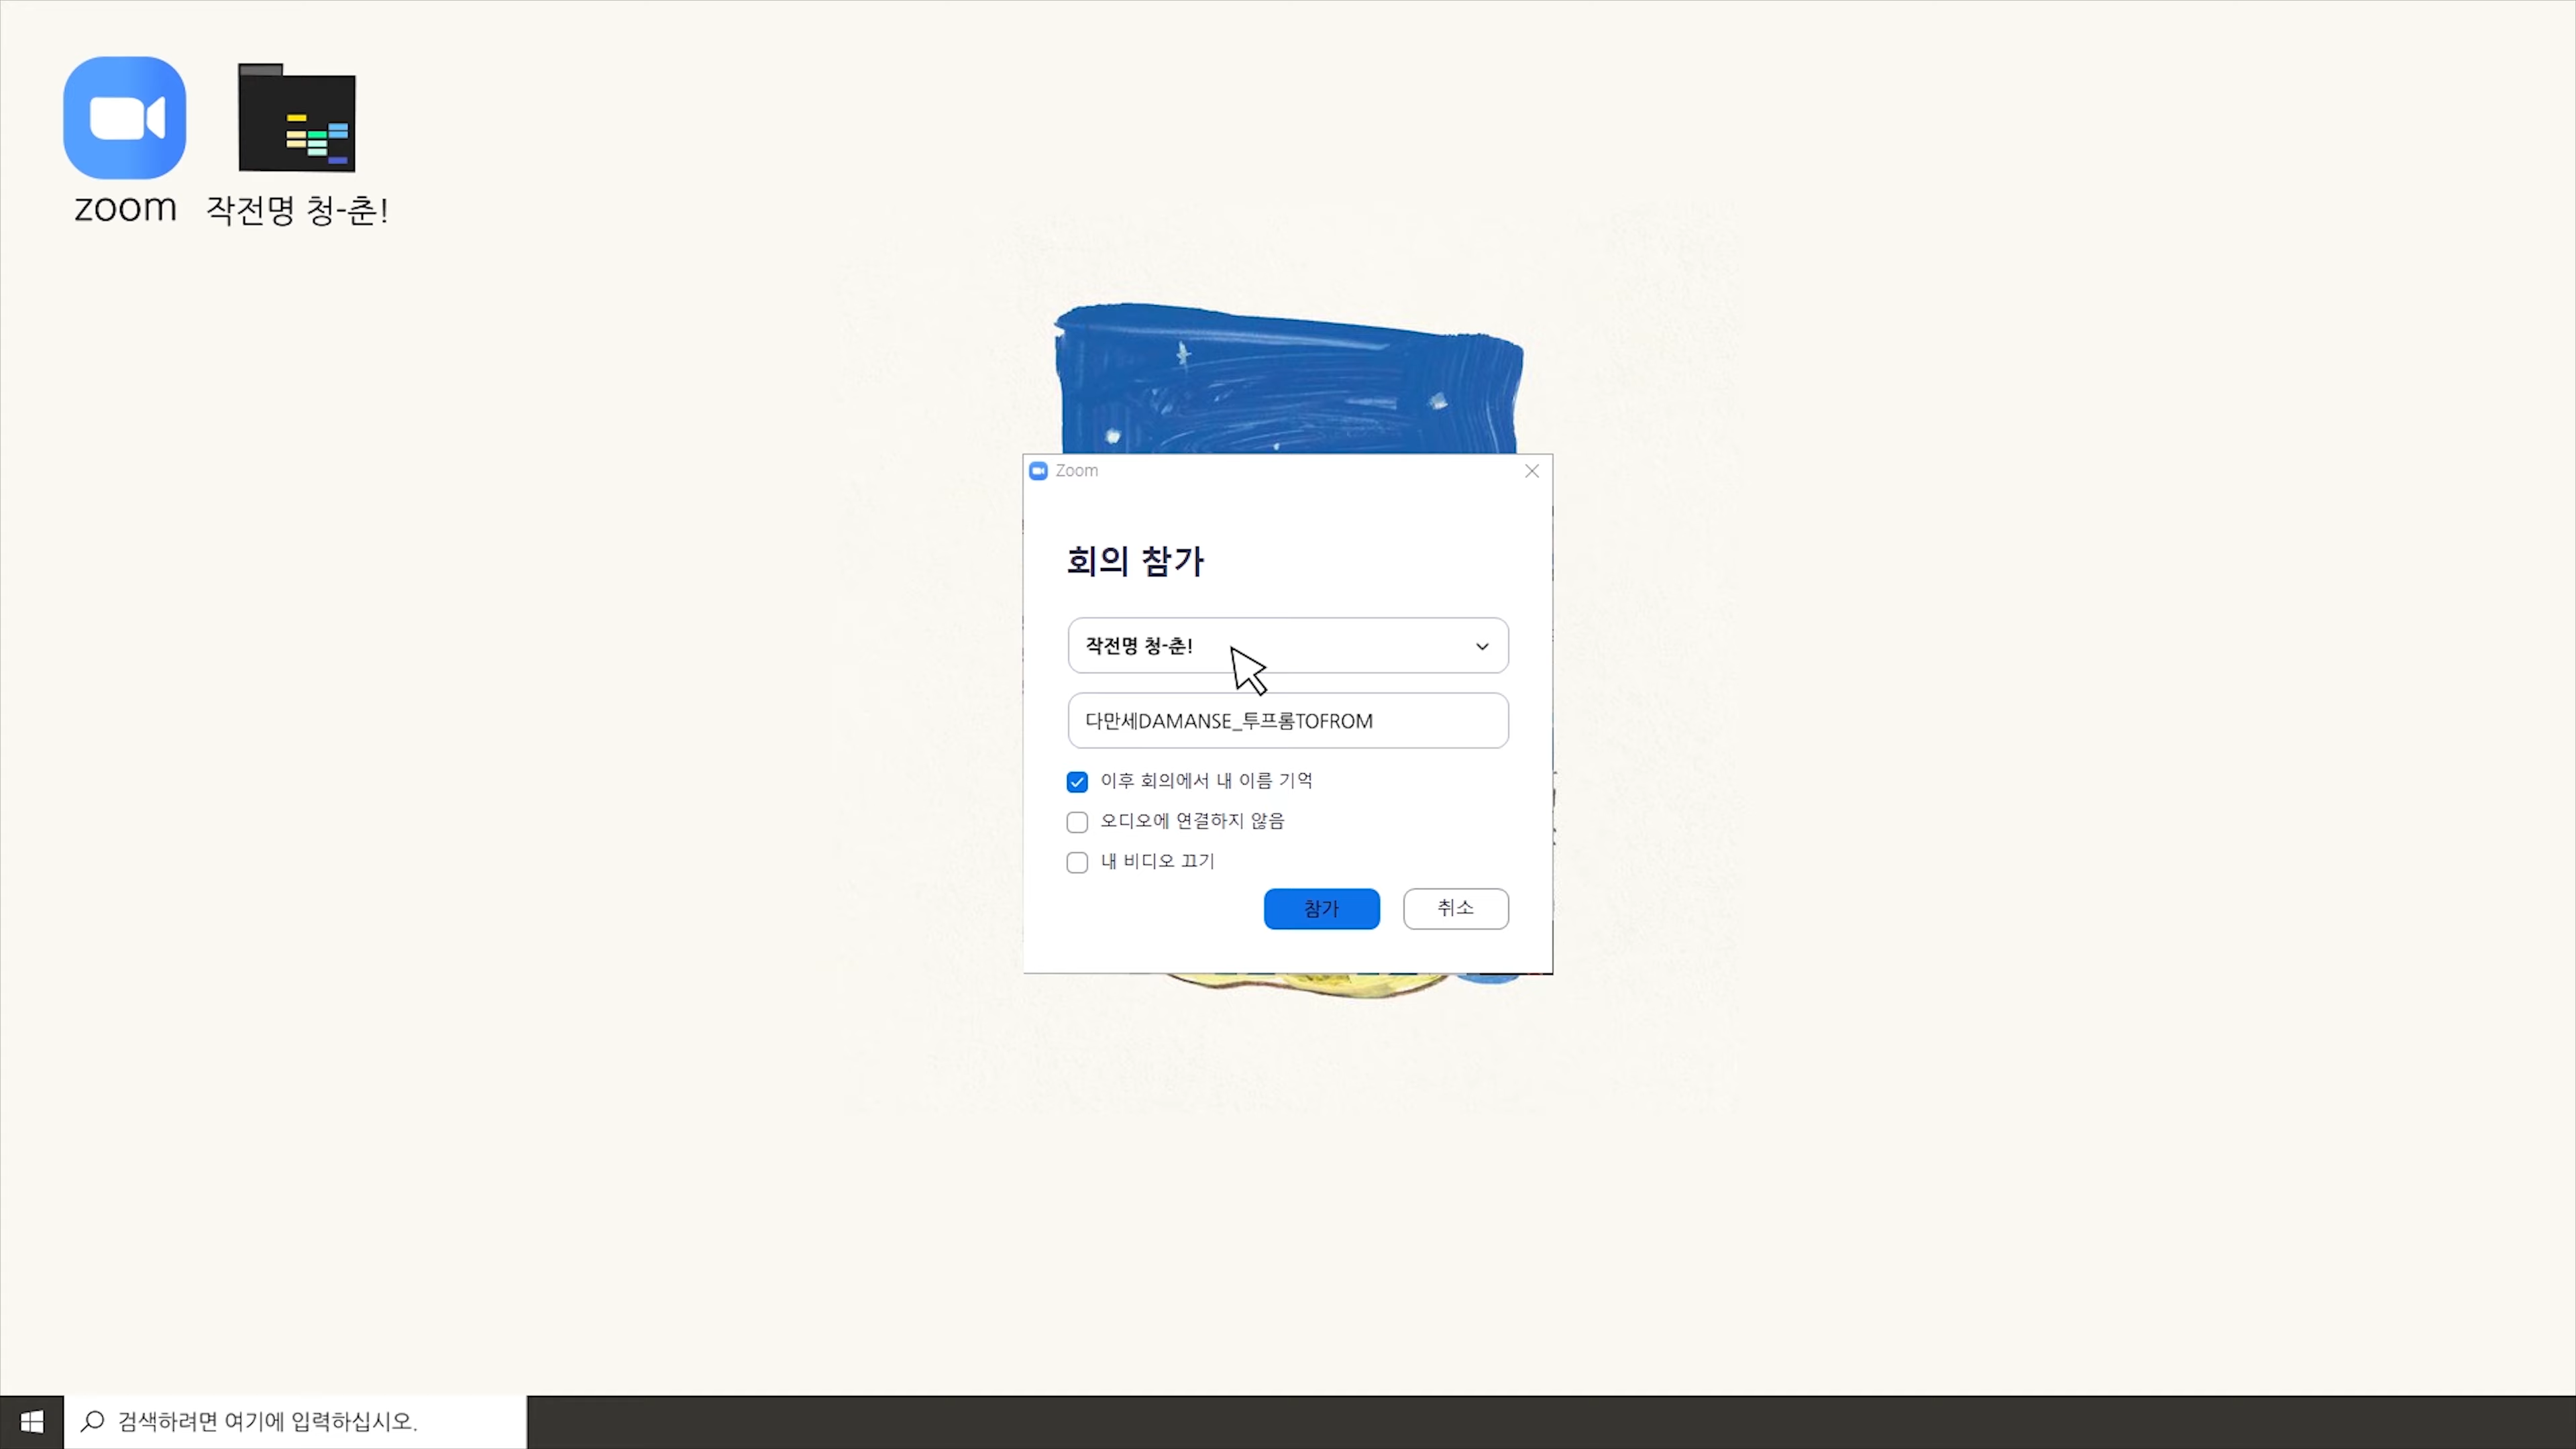 zoom
작전명 청-춘!
Zoom
회의 참가
작전명 청-춘!
다만세DAMANSE_투프롬TOFROM
이후 회의에서 내 이름 기억
오디오에 연결하지 않음
내 비디오 끄기
참가
취소
검색하려면 여기에 입력하십시오.